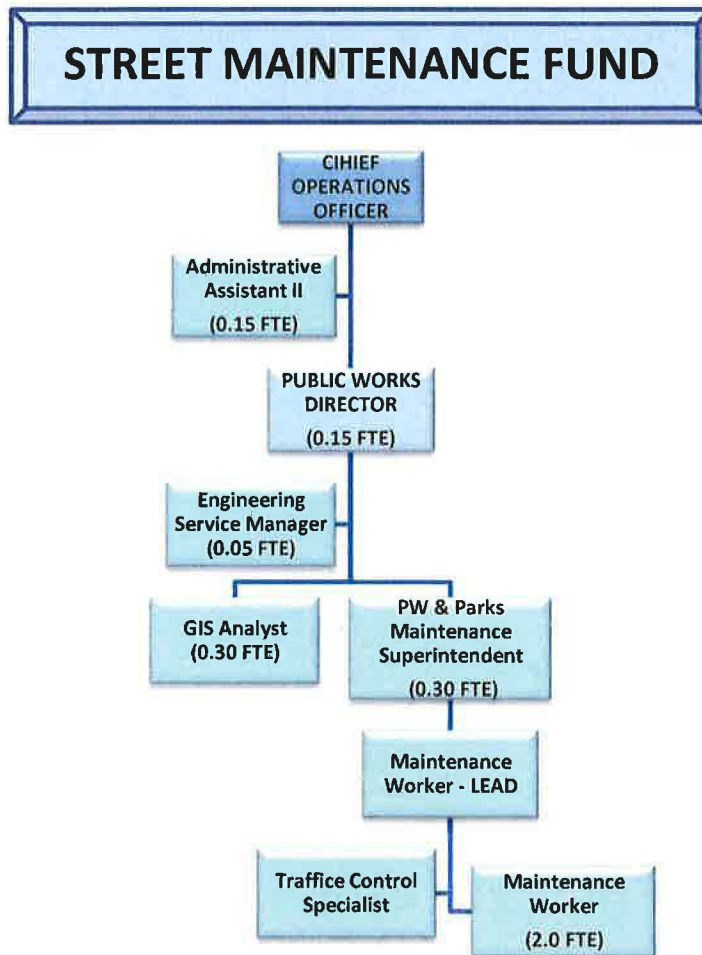 STREET MAINTENANCE FUND
CIHIEF
OPERATIONS
OFFICER
Administrative
Assistant II
(0.15 FTE)
PUBLIC WORKS
DIRECTOR
(0.15 FTE)
Engineering
Service Manager
(0.05 FTE)
GIS Analyst
(0.30 FTE)
PW & Parks
Maintenance
Superintendent
(0.30 FTE)
Maintenance
Worker - LEAD
Traffice Control
Specialist
Maintenance
Worker
(2.0 FTE)